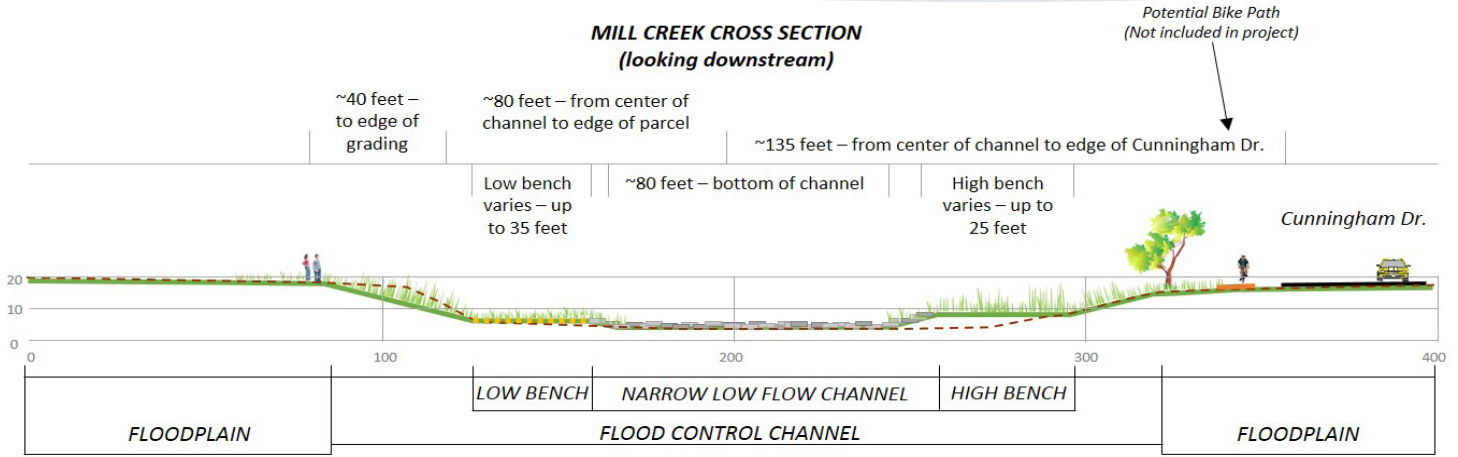 Potential Bike Path
(Not included in project)
MILL CREEK CROSS SECTION
(looking downstream)
~40 feet –
to edge of
grading
~80 feet – from center of
channel to edge of parcel
~135 feet – from center of channel to edge of Cunningham Dr.
Low bench
varies – up
to 35 feet
~80 feet – bottom of channel
High bench
varies – up to
25 feet
Cunningham Dr.
20
10
0
0 100 200 300 400
LOW BENCH NARROW LOW FLOW CHANNEL HIGH BENCH
FLOODPLAIN FLOOD CONTROL CHANNEL FLOODPLAIN